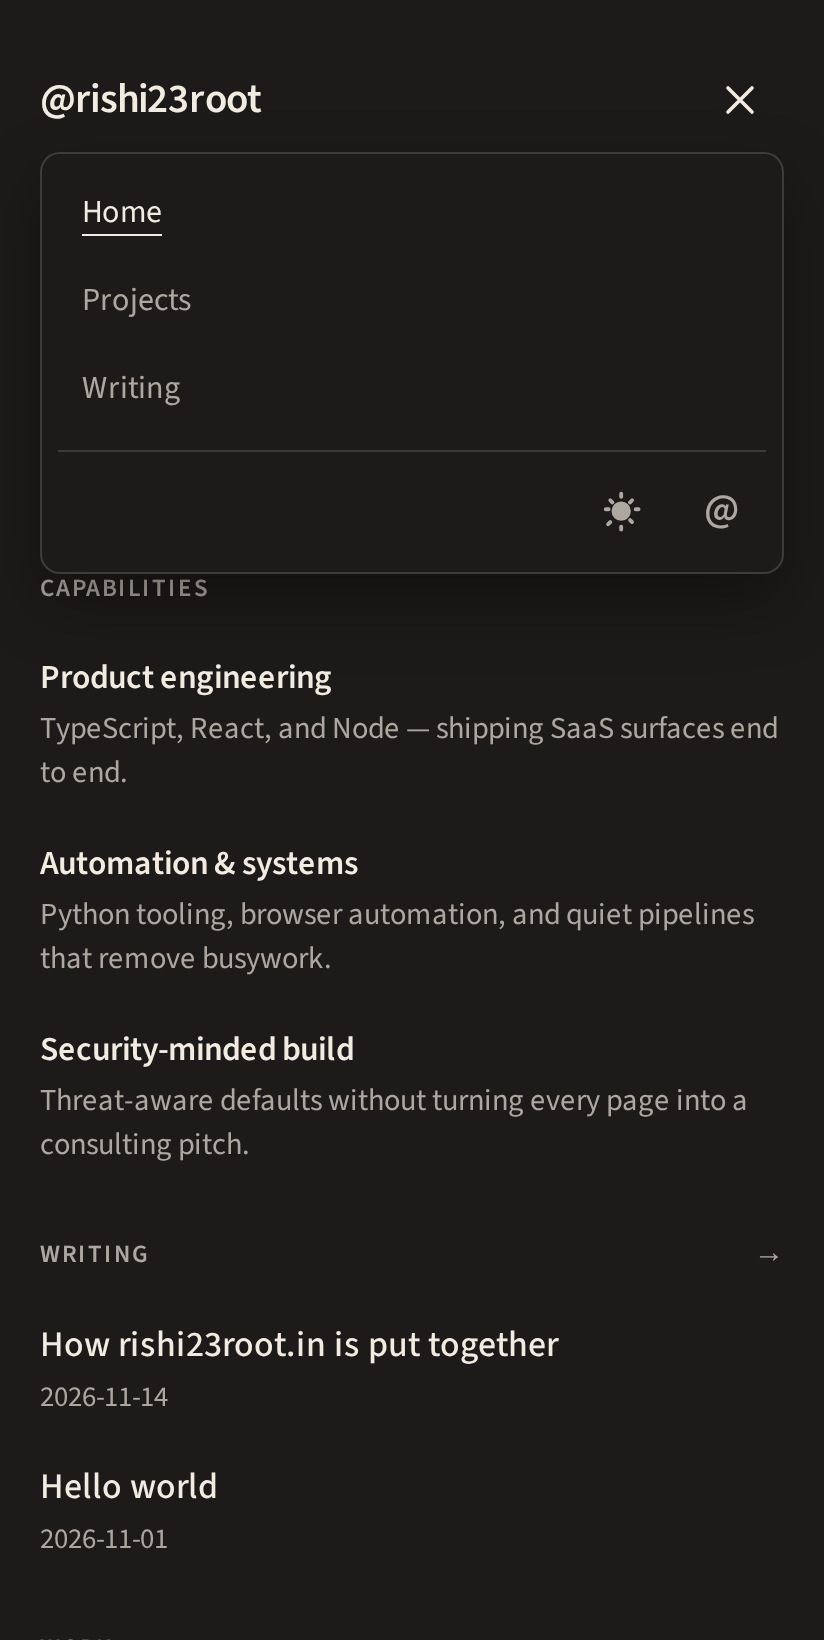 @rishi23root
Home
Projects
Writing
@
CAPABILITIES
Product engineering
TypeScript, React, and Node — shipping SaaS surfaces end
to end.
Automation & systems
Python tooling, browser automation, and quiet pipelines
that remove busywork.
Security-minded build
Threat-aware defaults without turning every page into a
consulting pitch.
WRITING →
How rishi23root.in is put together
2026-11-14
Hello world
2026-11-01